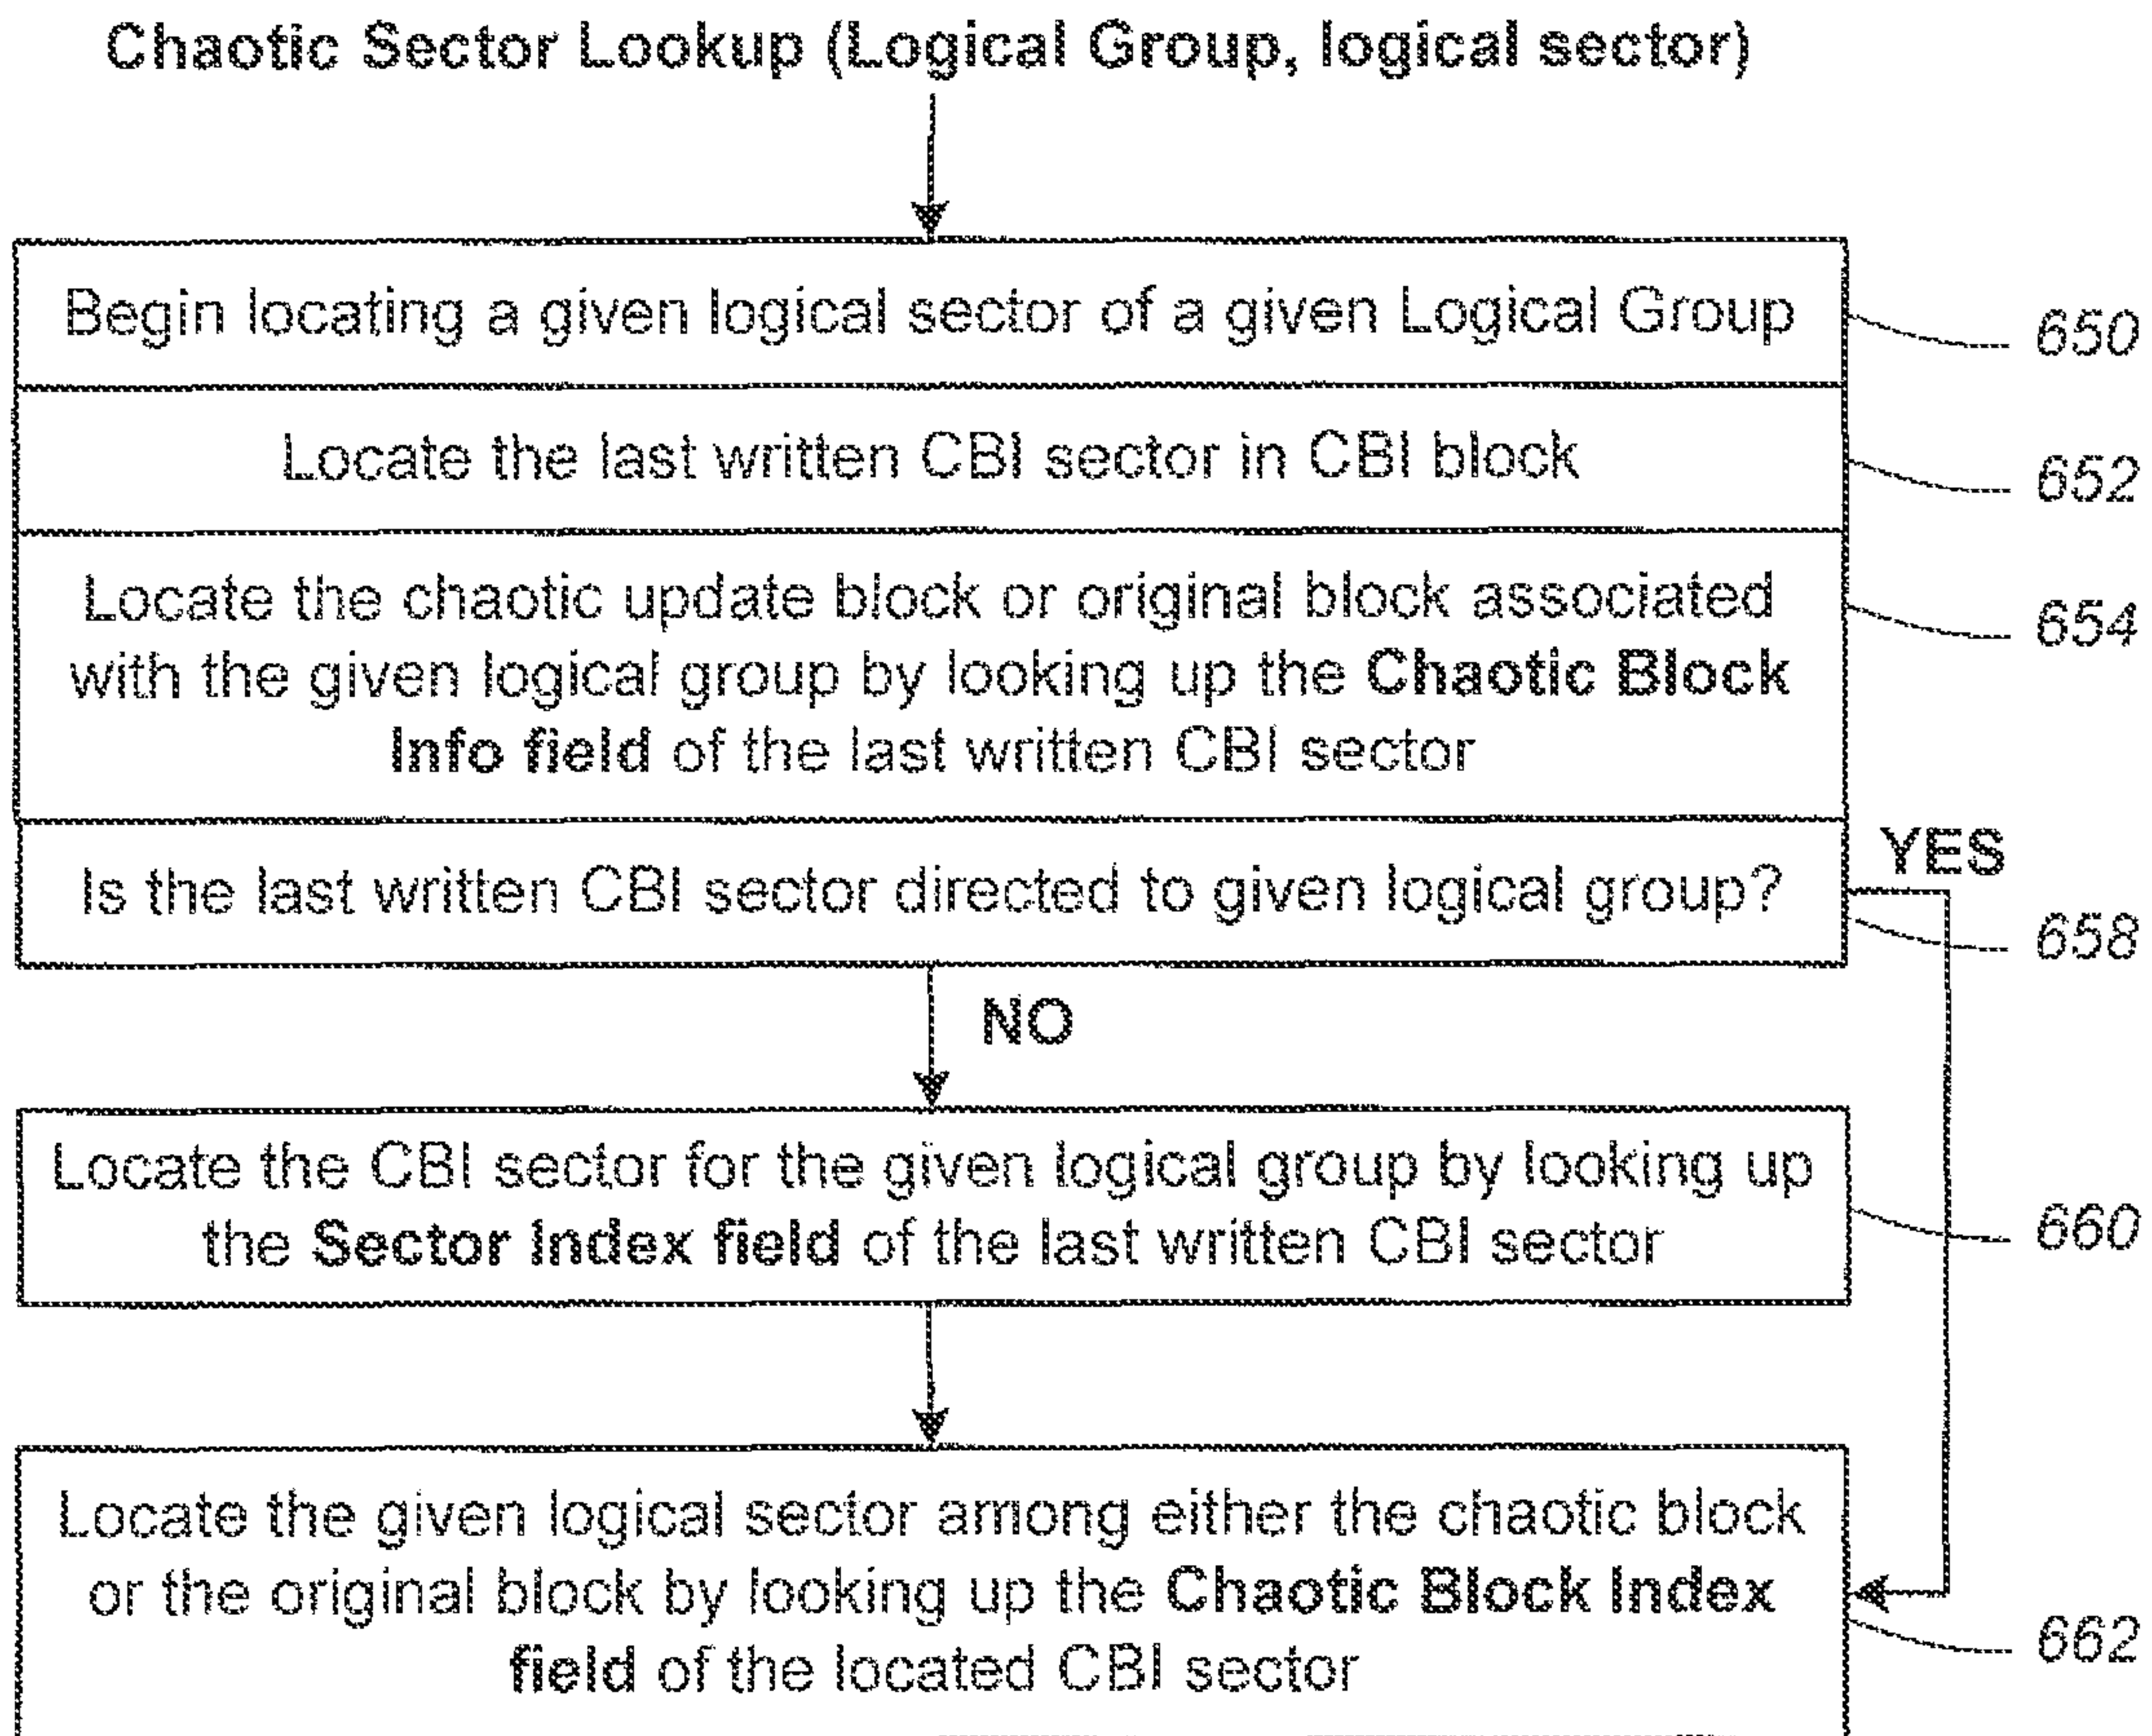 Chaotic Sector Lookup (Logical Group, logical sector)
Begin locating a given logical sector of a given Logical Group
650
Locate the last written CBI sector in CBI block
652
Locate the chaotic update block or original block associated
with the given logical group by looking up the Chaotic Block
Info field of the last written CBI sector
654
Is the last written CBI sector directed to given logical group?
YES
658
NO
Locate the CBI sector for the given logical group by looking up
the Sector Index field of the last written CBI sector
660
Locate the given logical sector among either the chaotic block
or the original block by looking up the Chaotic Block Index
field of the located CBI sector
662